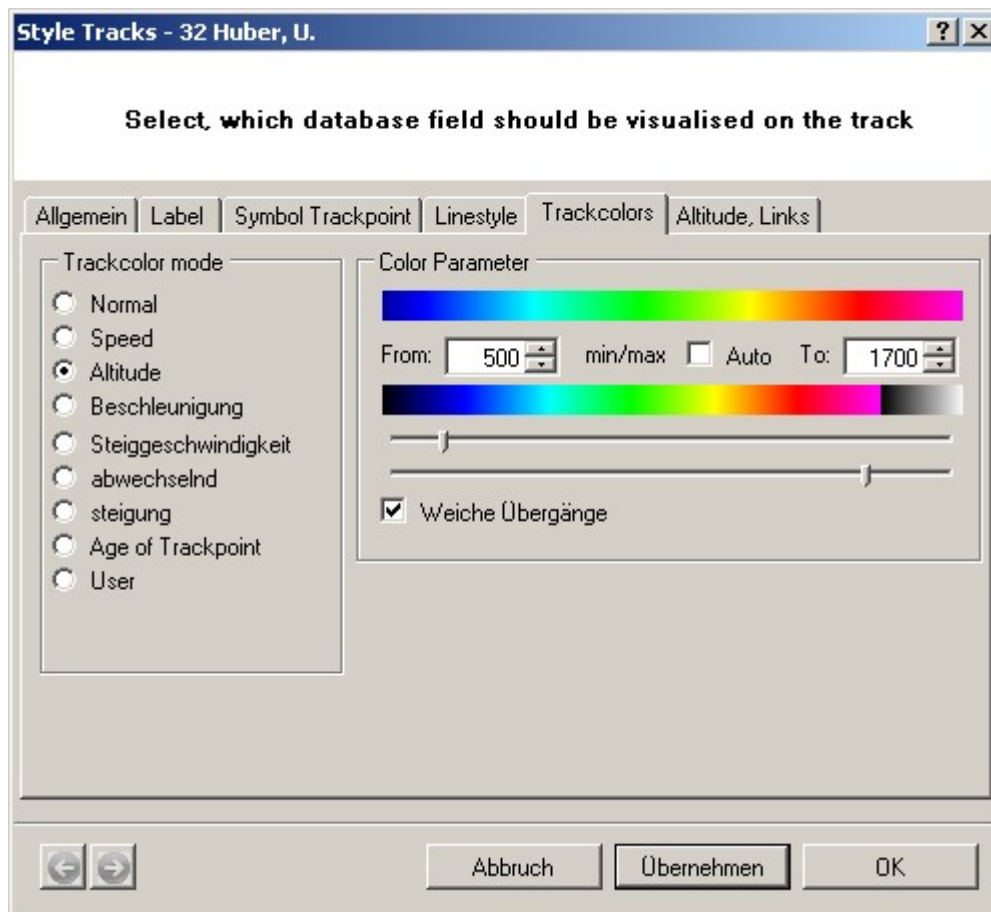 Style Tracks - 32 Huber, U.
Select, which database field should be visualised on the track
Allgemein Label Symbol Trackpoint Linestyle Trackcolors Altitude, Links
Trackcolor mode
Normal
Speed
Altitude
Beschleunigung
Steiggeschwindigkeit
abwechselnd
steigung
Age of Trackpoint
User
Color Parameter
From: 500 min/max Auto To: 1700
Weiche Übergänge
Abbruch Übernehmen OK